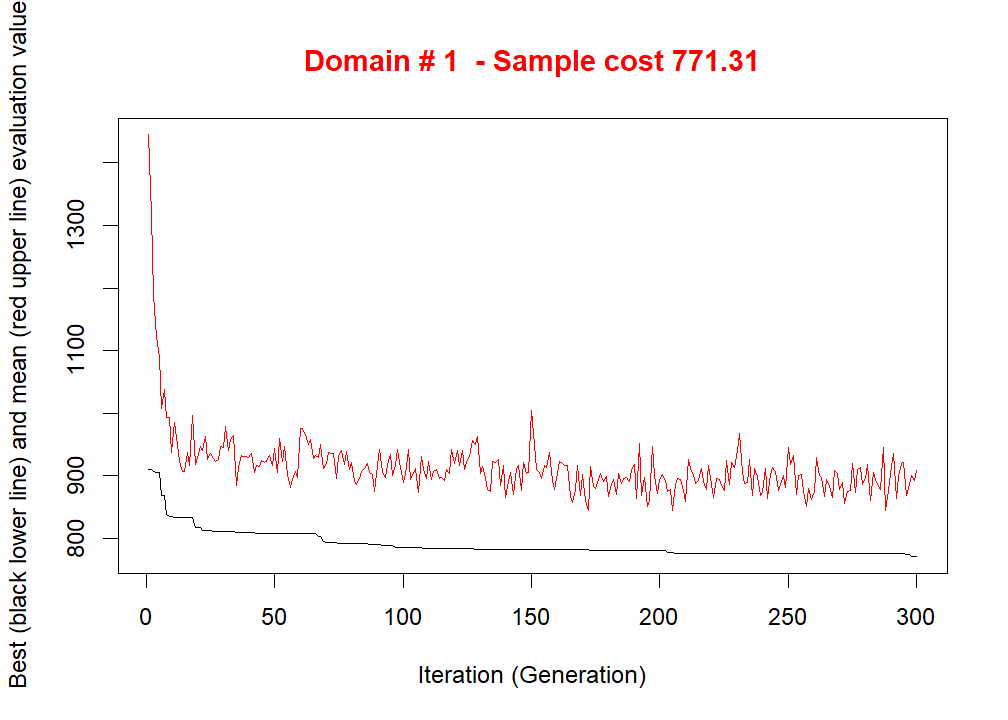 Domain # 1  - Sample cost 771.31
Best (black lower line) and mean (red upper line) evaluation value
1300
1100
900
800
0 50 100 150 200 250 300
Iteration (Generation)